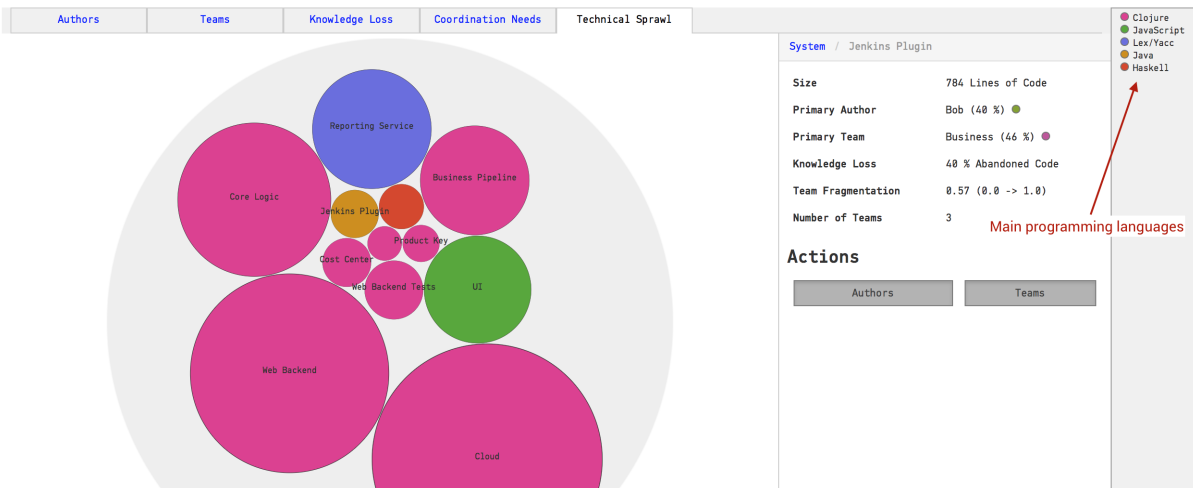 Authors
Teams
Knowledge Loss
Coordination Needs
Technical Sprawl
Reporting Service
Business Pipeline
Core Logic
Jenkins Plugin
Product Key
Cost Center
Web Backend Tests
UI
Web Backend
Cloud
System / Jenkins Plugin
Size 784 Lines of Code
Primary Author Bob (40 %)
Primary Team Business (46 %)
Knowledge Loss 40 % Abandoned Code
Team Fragmentation 0.57 (0.0 -> 1.0)
Number of Teams 3
Actions
Authors
Teams
Clojure
JavaScript
Lex/Yacc
Java
Haskell
Main programming languages